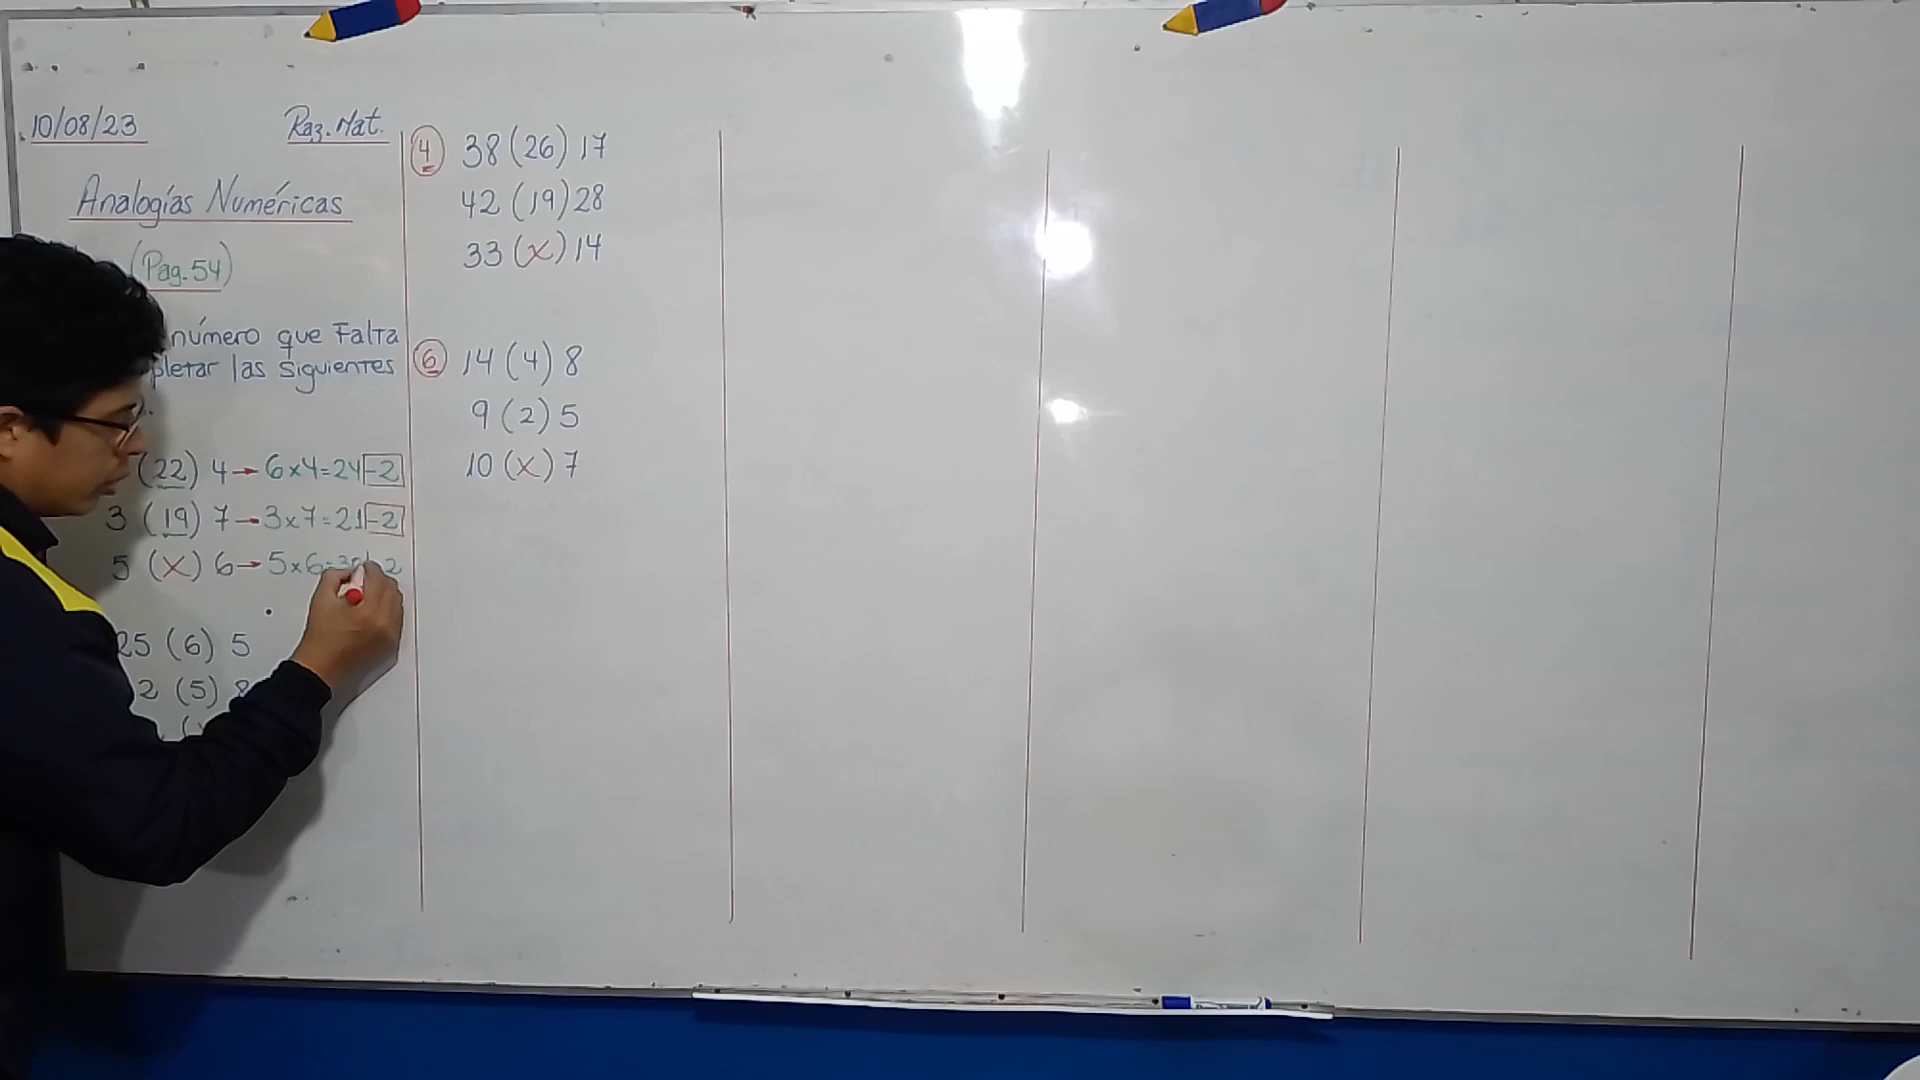 10/08/23 Raz. Mat.
Analogías Numéricas
(Pag. 54)
número que Falta
las siguientes
(22) 4→6x4=24-2
3 (19) 7→3x7=21-2
5 (x) 6→5x6=30-2
25 (6) 5
2 (5) 8
4 38 (26) 17
42 (19) 28
33 (x) 14
6 14 (4) 8
9 (2) 5
10 (x) 7